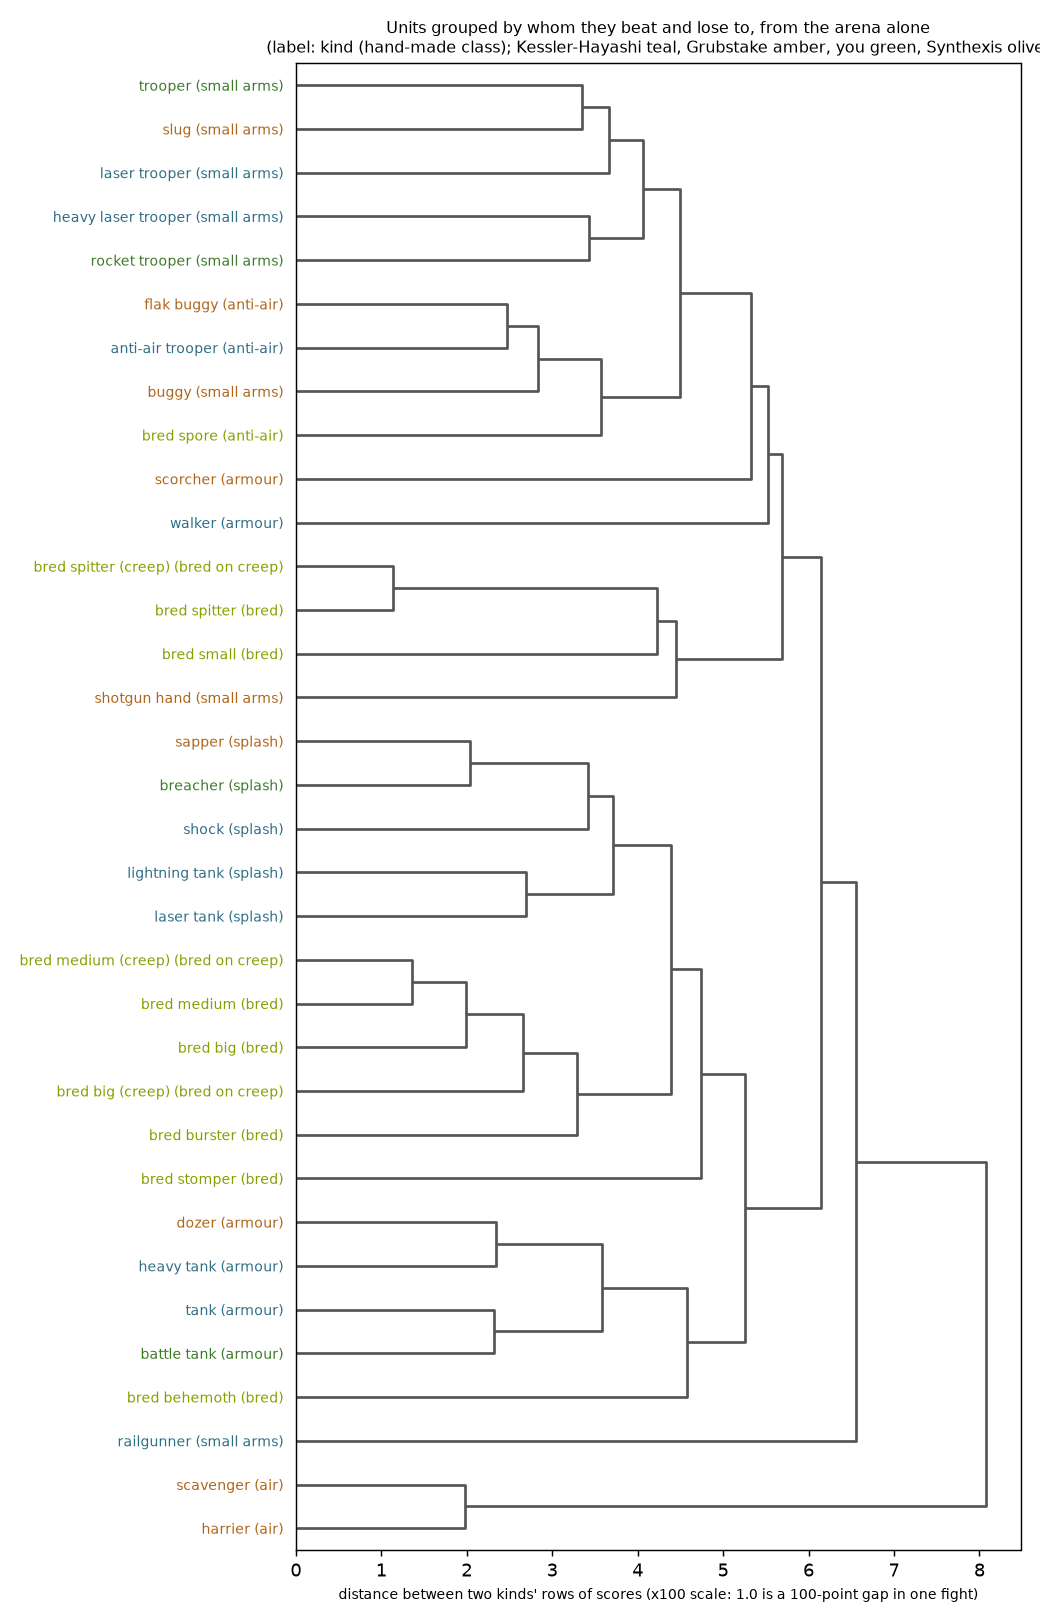 Units grouped by whom they beat and lose to, from the arena alone
(label: kind (hand-made class); Kessler-Hayashi teal, Grubstake amber, you green, Synthexis olive
trooper (small arms)
slug (small arms)
laser trooper (small arms)
heavy laser trooper (small arms)
rocket trooper (small arms)
flak buggy (anti-air)
anti-air trooper (anti-air)
buggy (small arms)
bred spore (anti-air)
scorcher (armour)
walker (armour)
bred spitter (creep) (bred on creep)
bred spitter (bred)
bred small (bred)
shotgun hand (small arms)
sapper (splash)
breacher (splash)
shock (splash)
lightning tank (splash)
laser tank (splash)
bred medium (creep) (bred on creep)
bred medium (bred)
bred big (bred)
bred big (creep) (bred on creep)
bred burster (bred)
bred stomper (bred)
dozer (armour)
heavy tank (armour)
tank (armour)
battle tank (armour)
bred behemoth (bred)
railgunner (small arms)
scavenger (air)
harrier (air)
0 1 2 3 4 5 6 7 8
distance between two kinds' rows of scores (x100 scale: 1.0 is a 100-point gap in one fight)